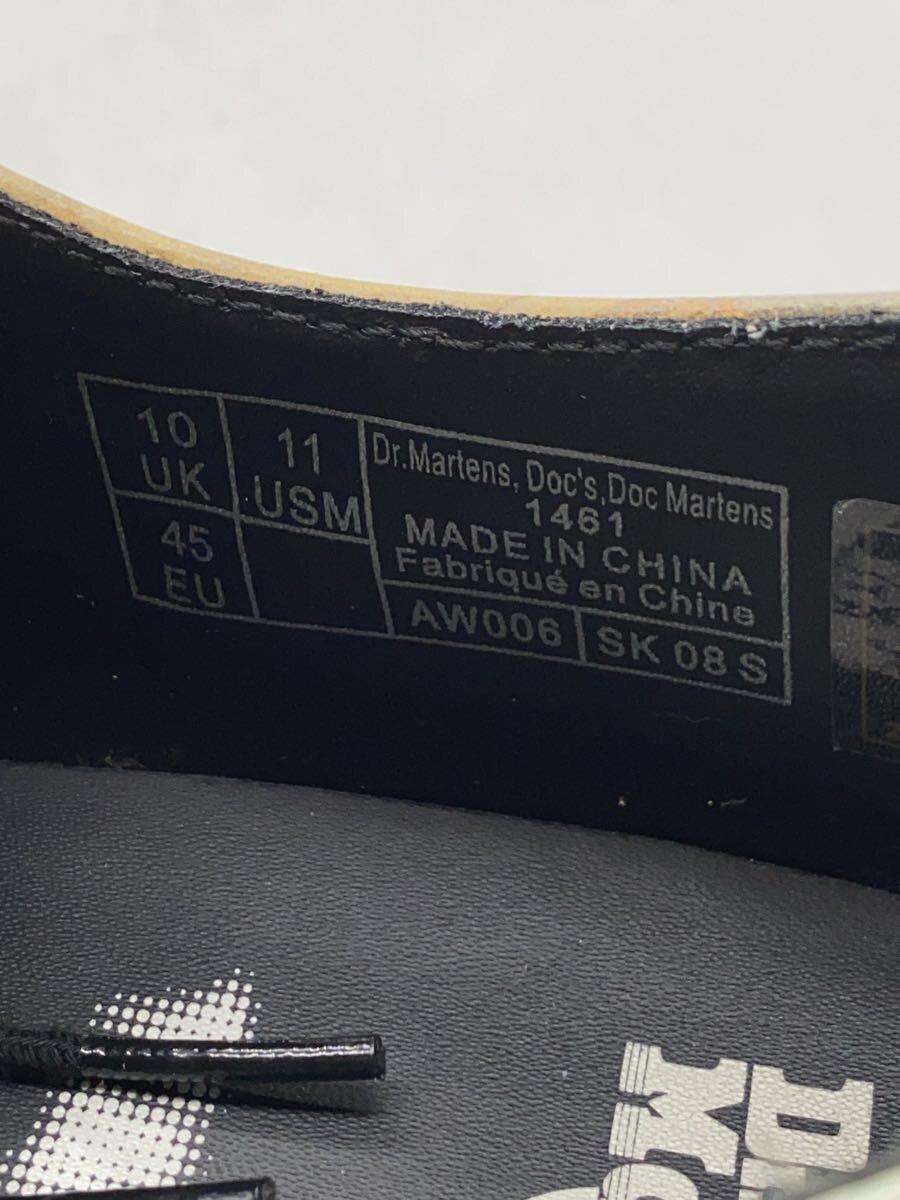 10
UK
11
USM
45
EU
Dr.Martens, Doc's, Doc Martens
1461
MADE IN CHINA
Fabriqué en Chine
AW006
SK 08 S